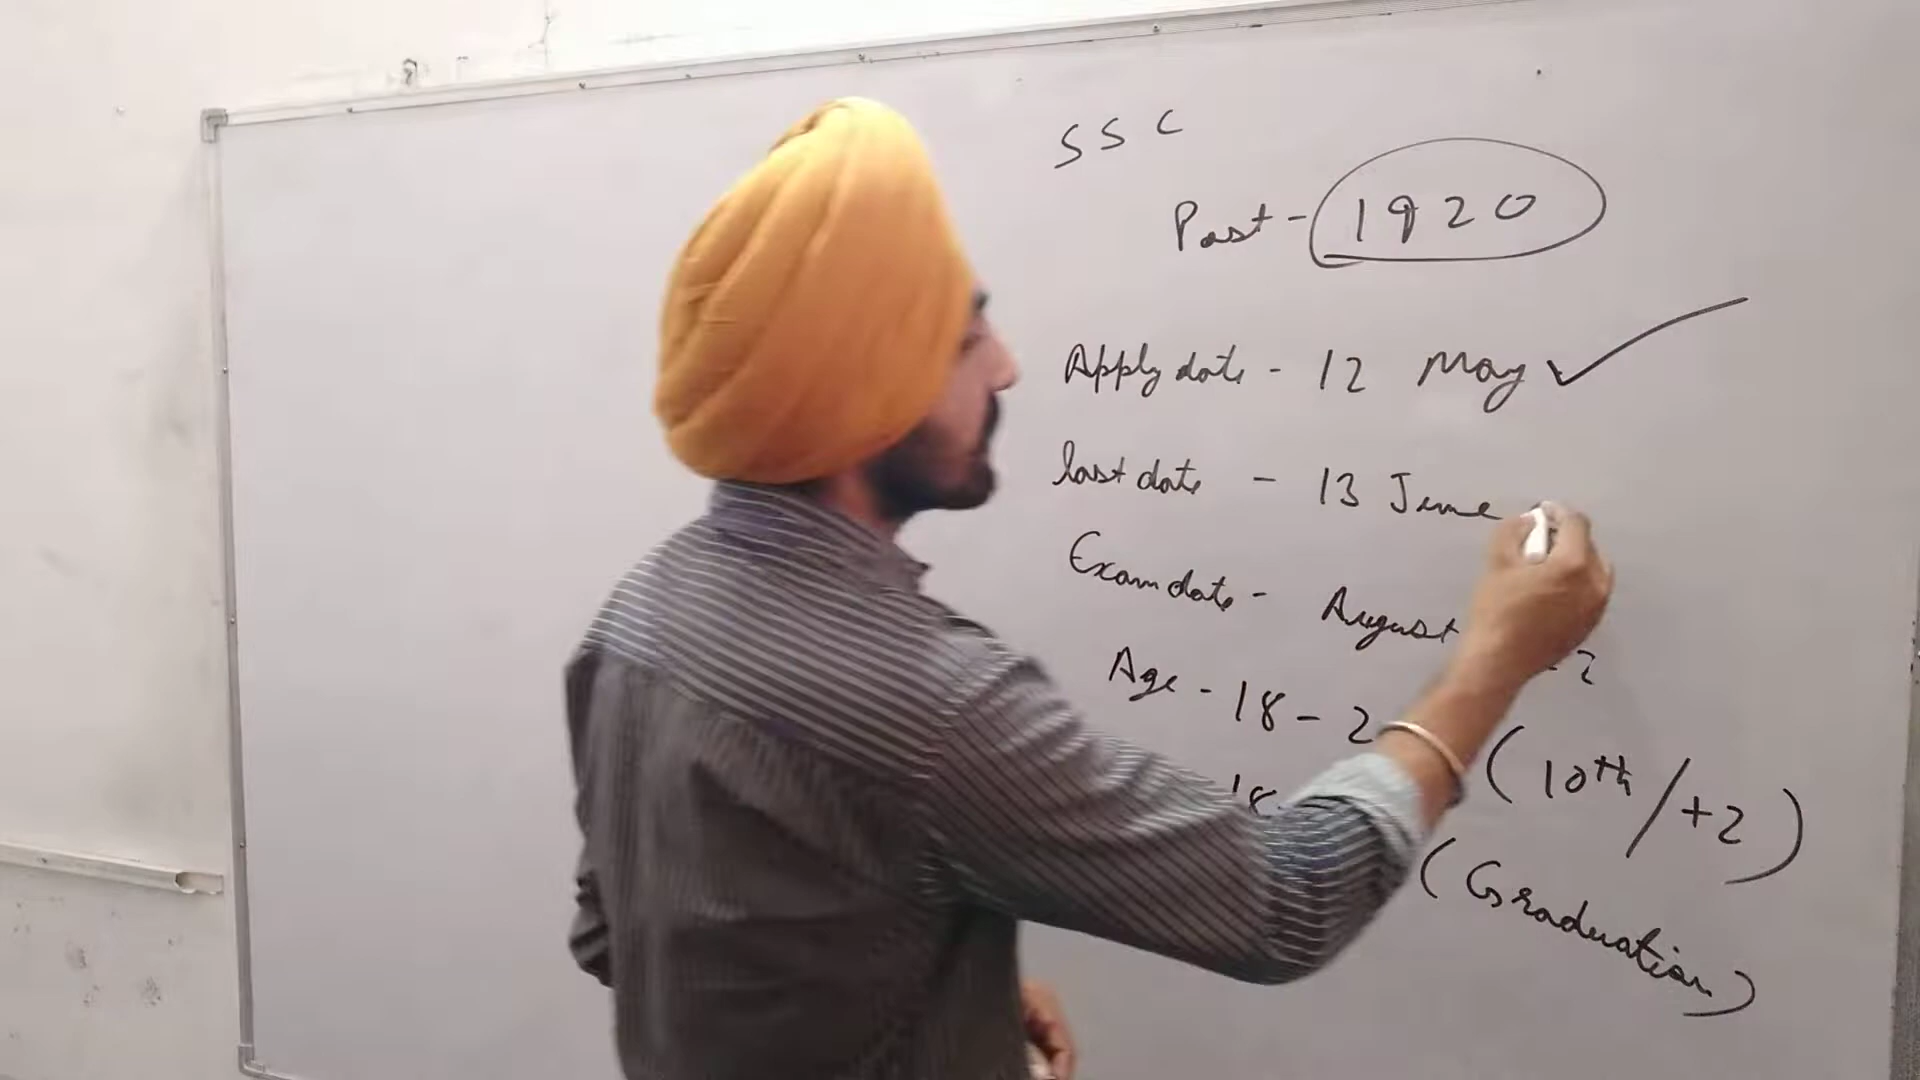 SSC
Post - 1920
Apply date - 12 May ✓
last date - 13 June
Exam date - August
Age - 18 - 2 (10th/+2)
18 (Graduation)